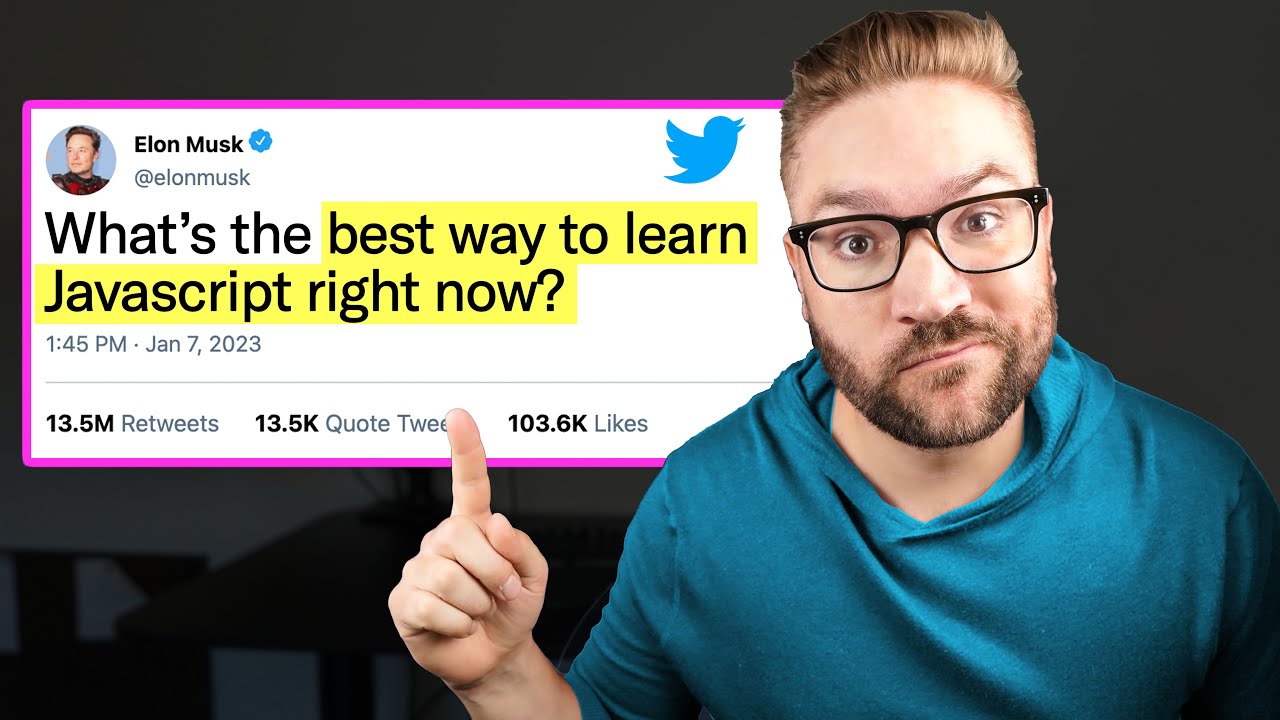 Elon Musk
@elonmusk
What's the best way to learn
Javascript right now?
1:45 PM · Jan 7, 2023
13.5M Retweets 13.5K Quote Twee 103.6K Likes